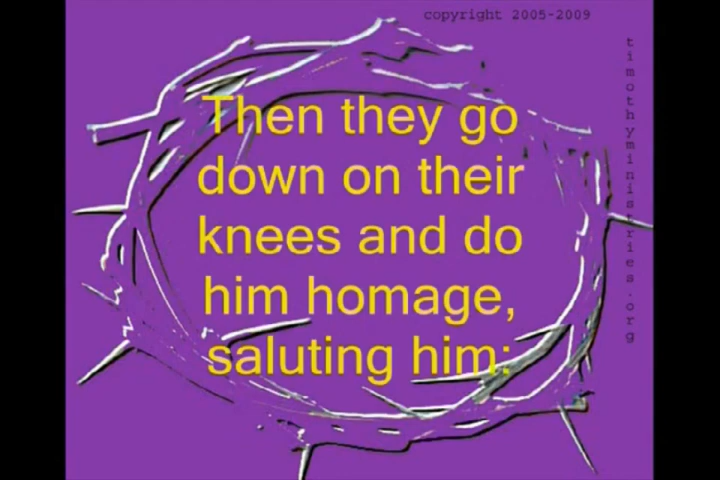 copyright 2005-2009
timothyministries.org
Then they go
down on their
knees and do
him homage,
saluting him: